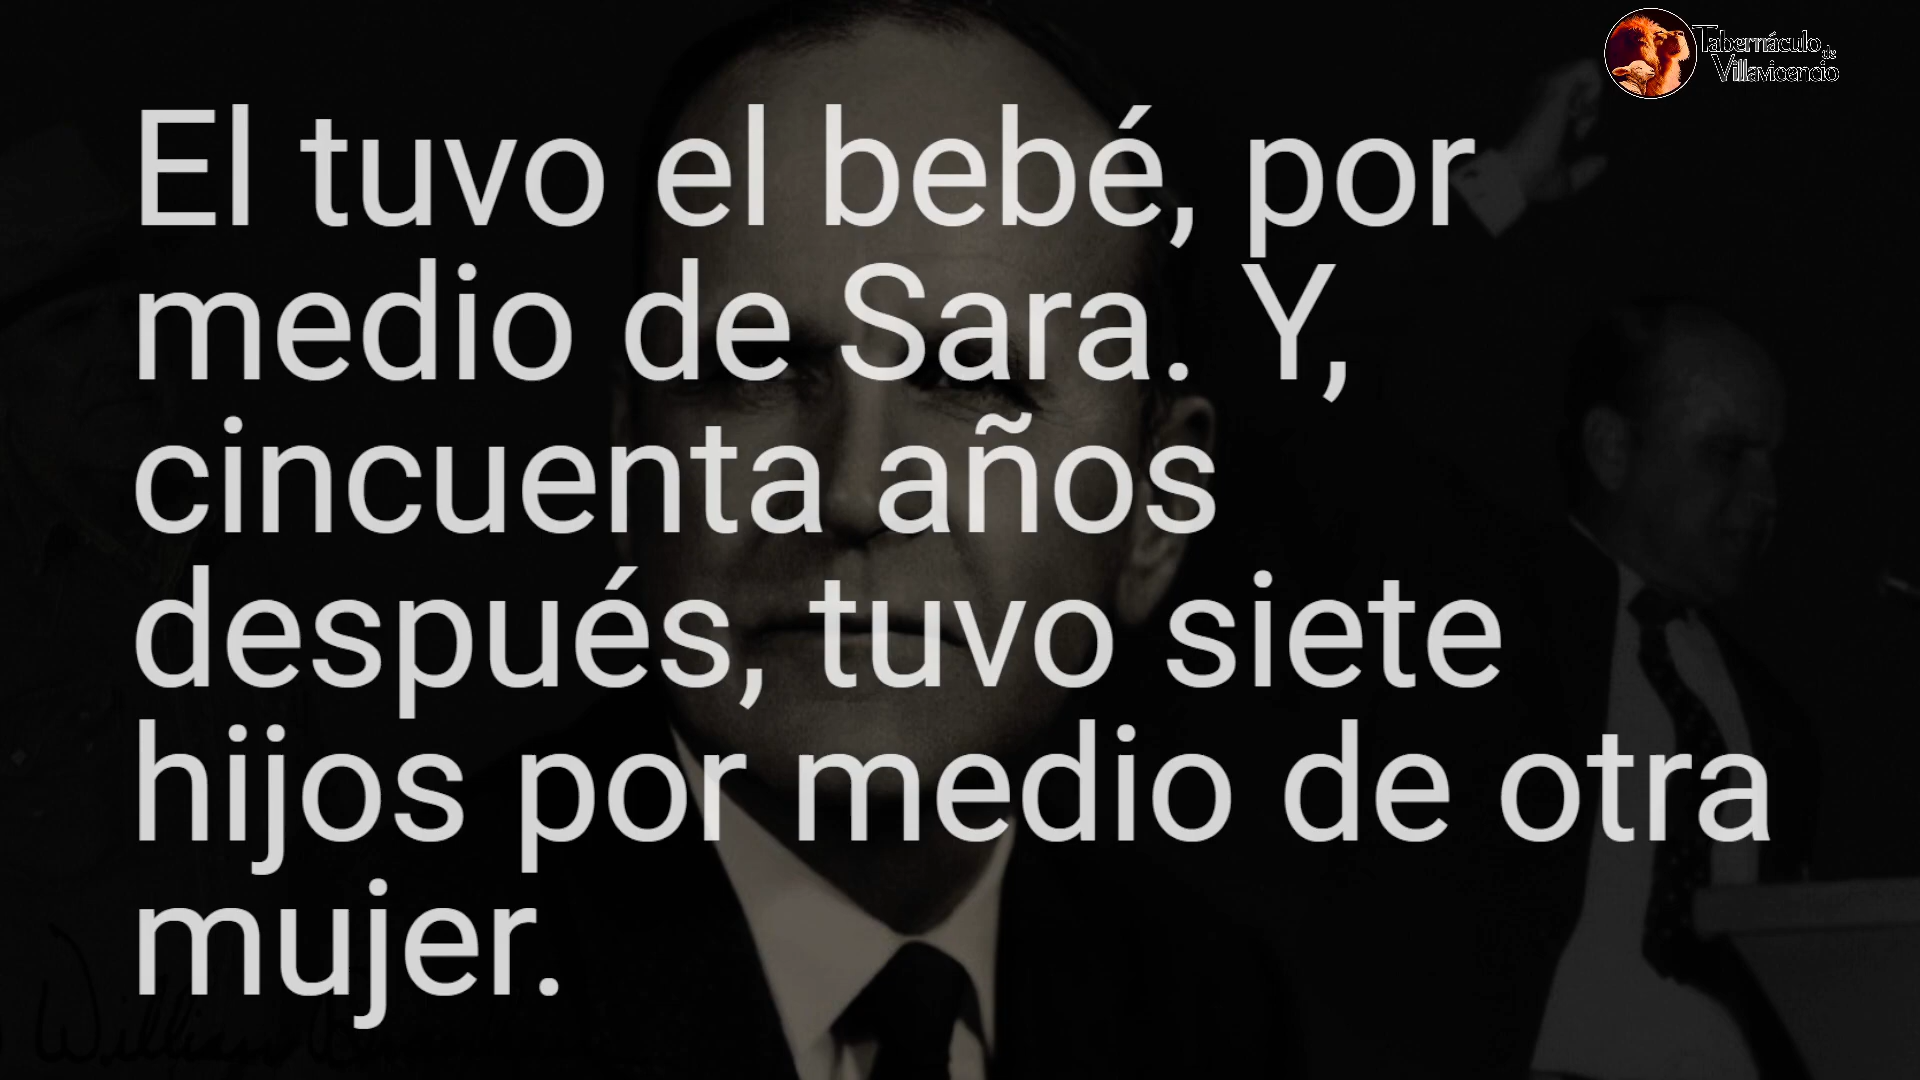 Tabernáculo
de
Villavicencio
El tuvo el bebé, por
medio de Sara. Y,
cincuenta años
después, tuvo siete
hijos por medio de otra
mujer.
William